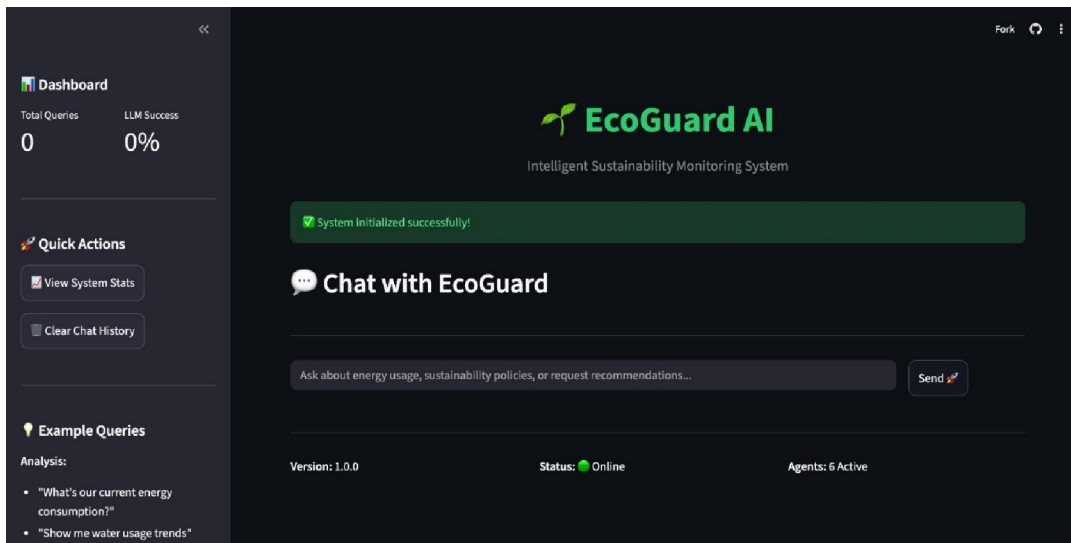 Fork
📊 Dashboard
Total Queries LLM Success
0 0%
🚀 Quick Actions
📈 View System Stats
🗑️ Clear Chat History
💡 Example Queries
Analysis:
• "What's our current energy
consumption?"
• "Show me water usage trends"
🌱 EcoGuard AI
Intelligent Sustainability Monitoring System
✅ System initialized successfully!
💬 Chat with EcoGuard
Ask about energy usage, sustainability policies, or request recommendations...
Send 🚀
Version: 1.0.0 Status: 🟢 Online Agents: 6 Active